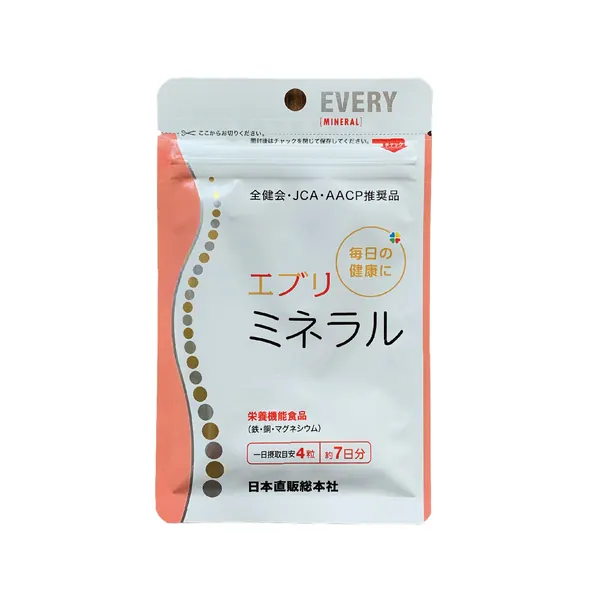 EVERY
[MINERAL]
ここからお切りください。
開封後はチャックを閉じて保存してください。
チャック
全健会・JCA・AACP推奨品
毎日の
健康に
エブリ
ミネラル
栄養機能食品
(鉄・銅・マグネシウム)
一日摂取目安4粒 約7日分
日本直販総本社